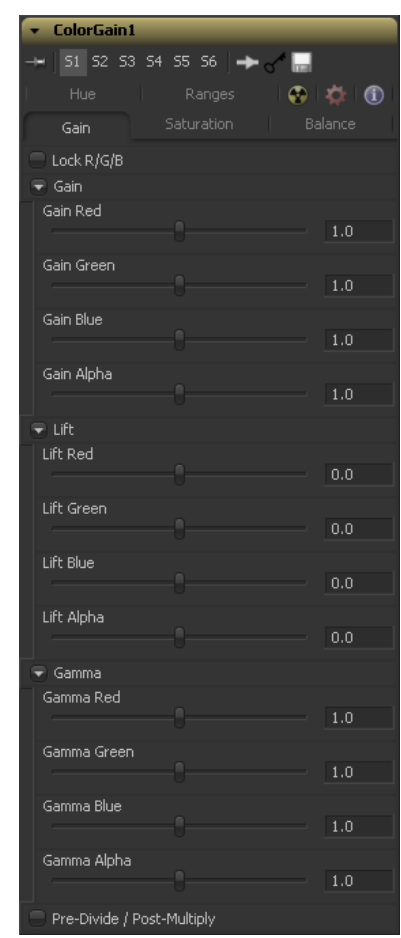 ColorGain1
S1 S2 S3 S4 S5 S6
Hue Ranges
Gain Saturation Balance
Lock R/G/B
Gain
Gain Red
1.0
Gain Green
1.0
Gain Blue
1.0
Gain Alpha
1.0
Lift
Lift Red
0.0
Lift Green
0.0
Lift Blue
0.0
Lift Alpha
0.0
Gamma
Gamma Red
1.0
Gamma Green
1.0
Gamma Blue
1.0
Gamma Alpha
1.0
Pre-Divide / Post-Multiply